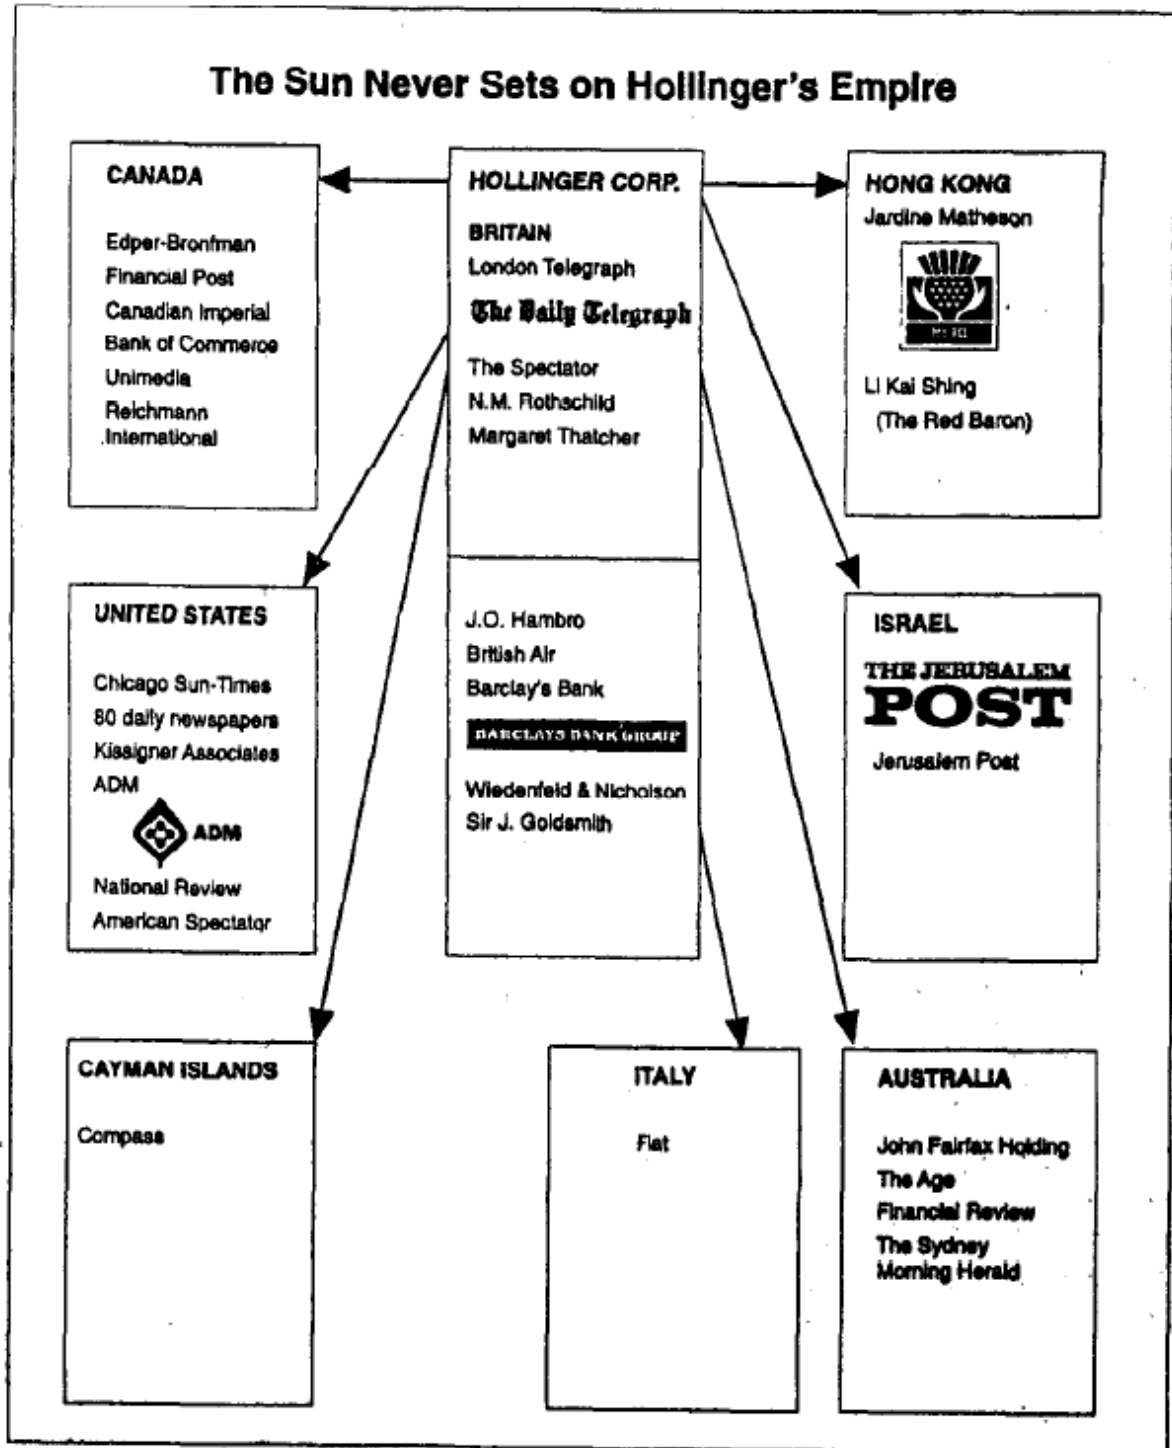 The Sun Never Sets on Hollinger's Empire
CANADA
Edper-Bronfman
Financial Post
Canadian Imperial
Bank of Commerce
Unimedia
Reichmann
International
HOLLINGER CORP.
BRITAIN
London Telegraph
The Daily Telegraph
The Spectator
N.M. Rothschild
Margaret Thatcher
J.O. Hambro
British Air
Barclay's Bank
BARCLAYS BANK GROUP
Wiedenfeld & Nicholson
Sir J. Goldsmith
HONG KONG
Jardine Matheson
Li Kai Shing
(The Red Baron)
UNITED STATES
Chicago Sun-Times
80 daily newspapers
Kissigner Associates
ADM
ADM
National Review
American Spectator
ISRAEL
THE JERUSALEM
POST
Jerusalem Post
CAYMAN ISLANDS
Compass
ITALY
Fiat
AUSTRALIA
John Fairfax Holding
The Age
Financial Review
The Sydney
Morning Herald